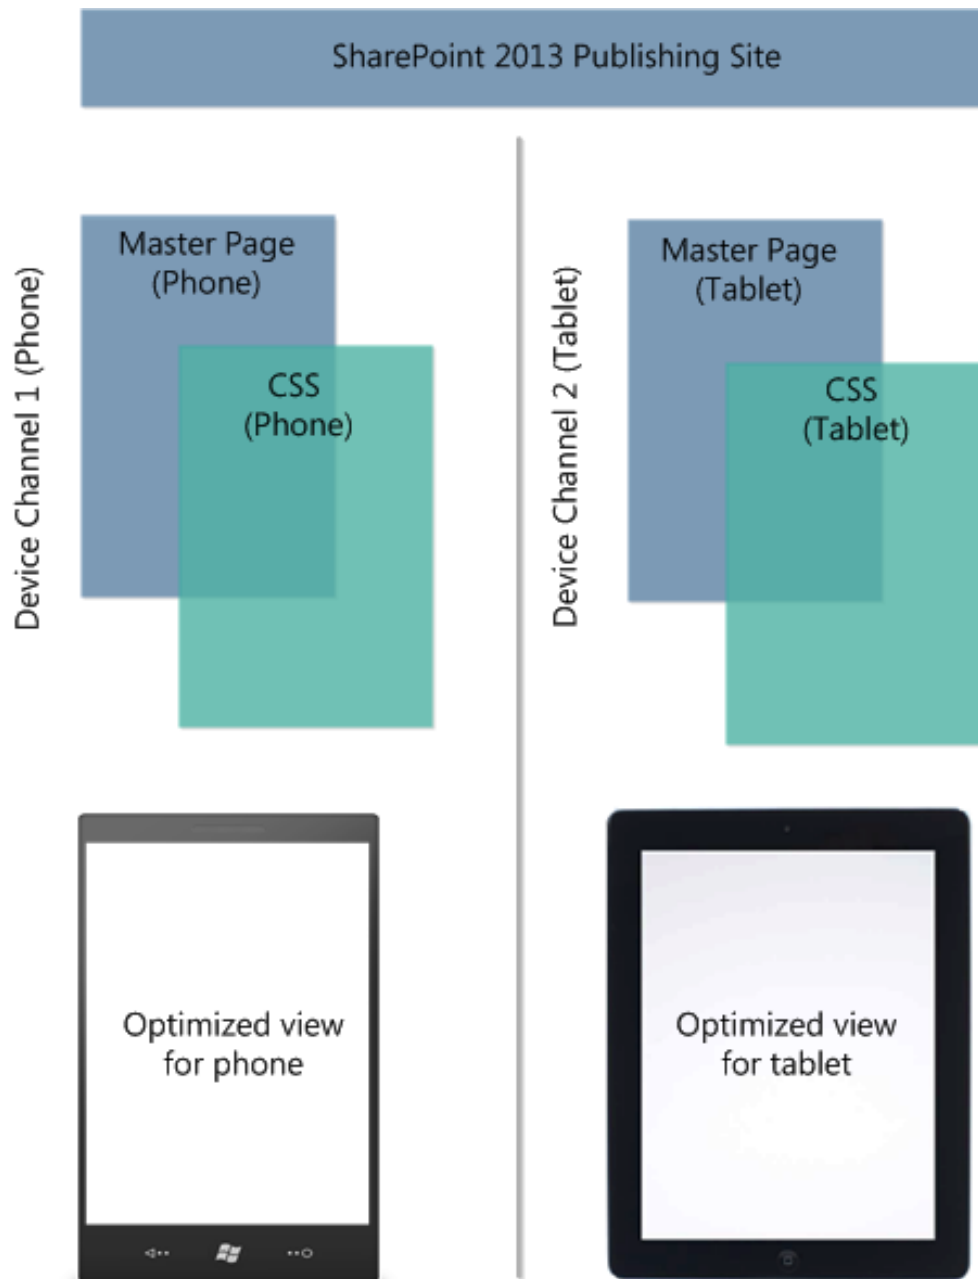 SharePoint 2013 Publishing Site
Device Channel 1 (Phone)
Master Page
(Phone)
CSS
(Phone)
Optimized view
for phone
Device Channel 2 (Tablet)
Master Page
(Tablet)
CSS
(Tablet)
Optimized view
for tablet